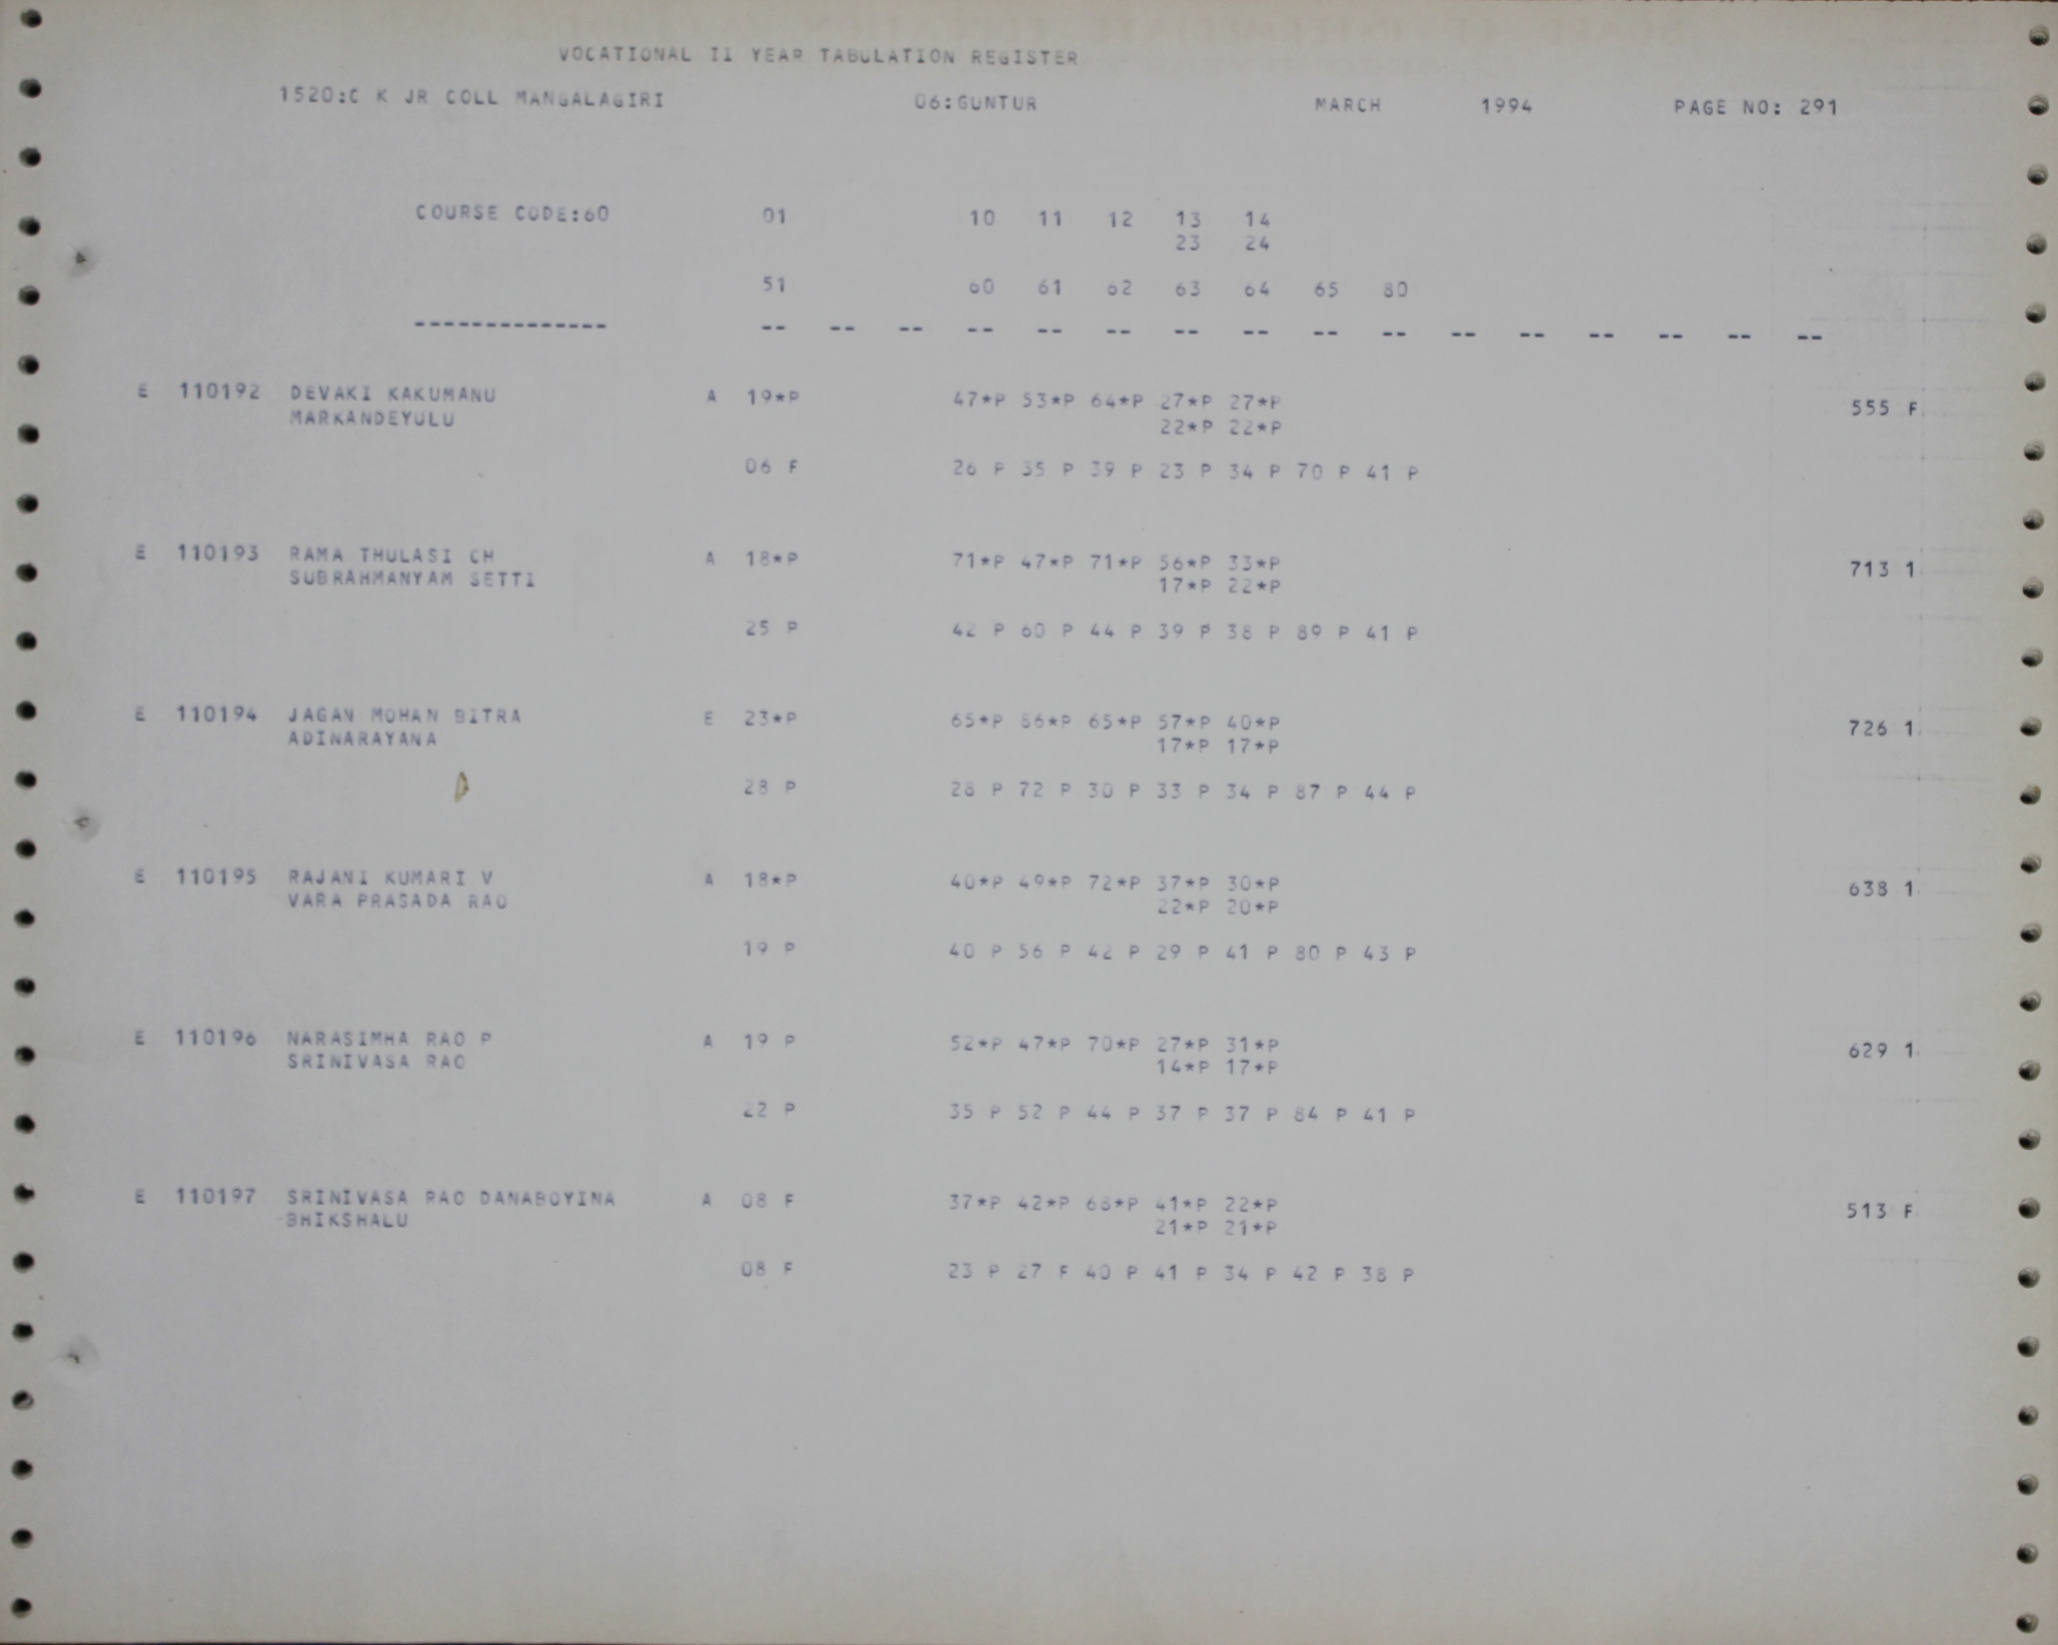 VOCATIONAL II YEAR TABULATION REGISTER
1520:C K JR COLL MANGALAGIRI 06:GUNTUR MARCH 1994 PAGE NO: 291
COURSE CODE:60 01 10 11 12 13 14
23 24
51 60 61 62 63 64 65 80
-------------- -- -- -- -- -- -- -- -- -- -- -- -- -- -- -- --
E 110192 DEVAKI KAKUMANU A 19*P 47*P 53*P 64*P 27*P 27*P 555 F
MARKANDEYULU 22*P 22*P
06 F 26 P 35 P 39 P 23 P 34 P 70 P 41 P
E 110193 RAMA THULASI CH A 18*P 71*P 47*P 71*P 56*P 33*P 713 1
SUBRAHMANYAM SETTI 17*P 22*P
25 P 42 P 60 P 44 P 39 P 38 P 89 P 41 P
E 110194 JAGAN MOHAN BITRA E 23*P 65*P 86*P 65*P 57*P 40*P 726 1
ADINARAYANA 17*P 17*P
28 P 28 P 72 P 30 P 33 P 34 P 87 P 44 P
E 110195 RAJANI KUMARI V A 18*P 40*P 49*P 72*P 37*P 30*P 638 1
VARA PRASADA RAO 22*P 20*P
19 P 40 P 56 P 42 P 29 P 41 P 80 P 43 P
E 110196 NARASIMHA RAO P A 19 P 52*P 47*P 70*P 27*P 31*P 629 1
SRINIVASA RAO 14*P 17*P
22 P 35 P 52 P 44 P 37 P 37 P 84 P 41 P
E 110197 SRINIVASA RAO DANABOYINA A 08 F 37*P 42*P 68*P 41*P 22*P 513 F
BHIKSHALU 21*P 21*P
08 F 23 P 27 F 40 P 41 P 34 P 42 P 38 P